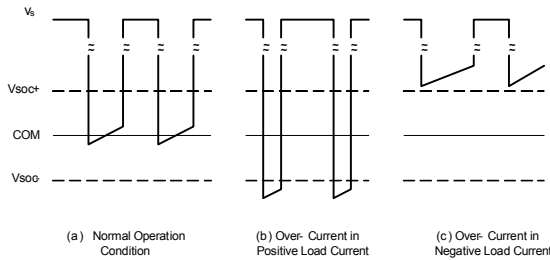 Vs
Vsoc+
COM
Vsoc-
(a) Normal Operation
Condition
(b) Over- Current in
Positive Load Current
(c) Over- Current in
Negative Load Current